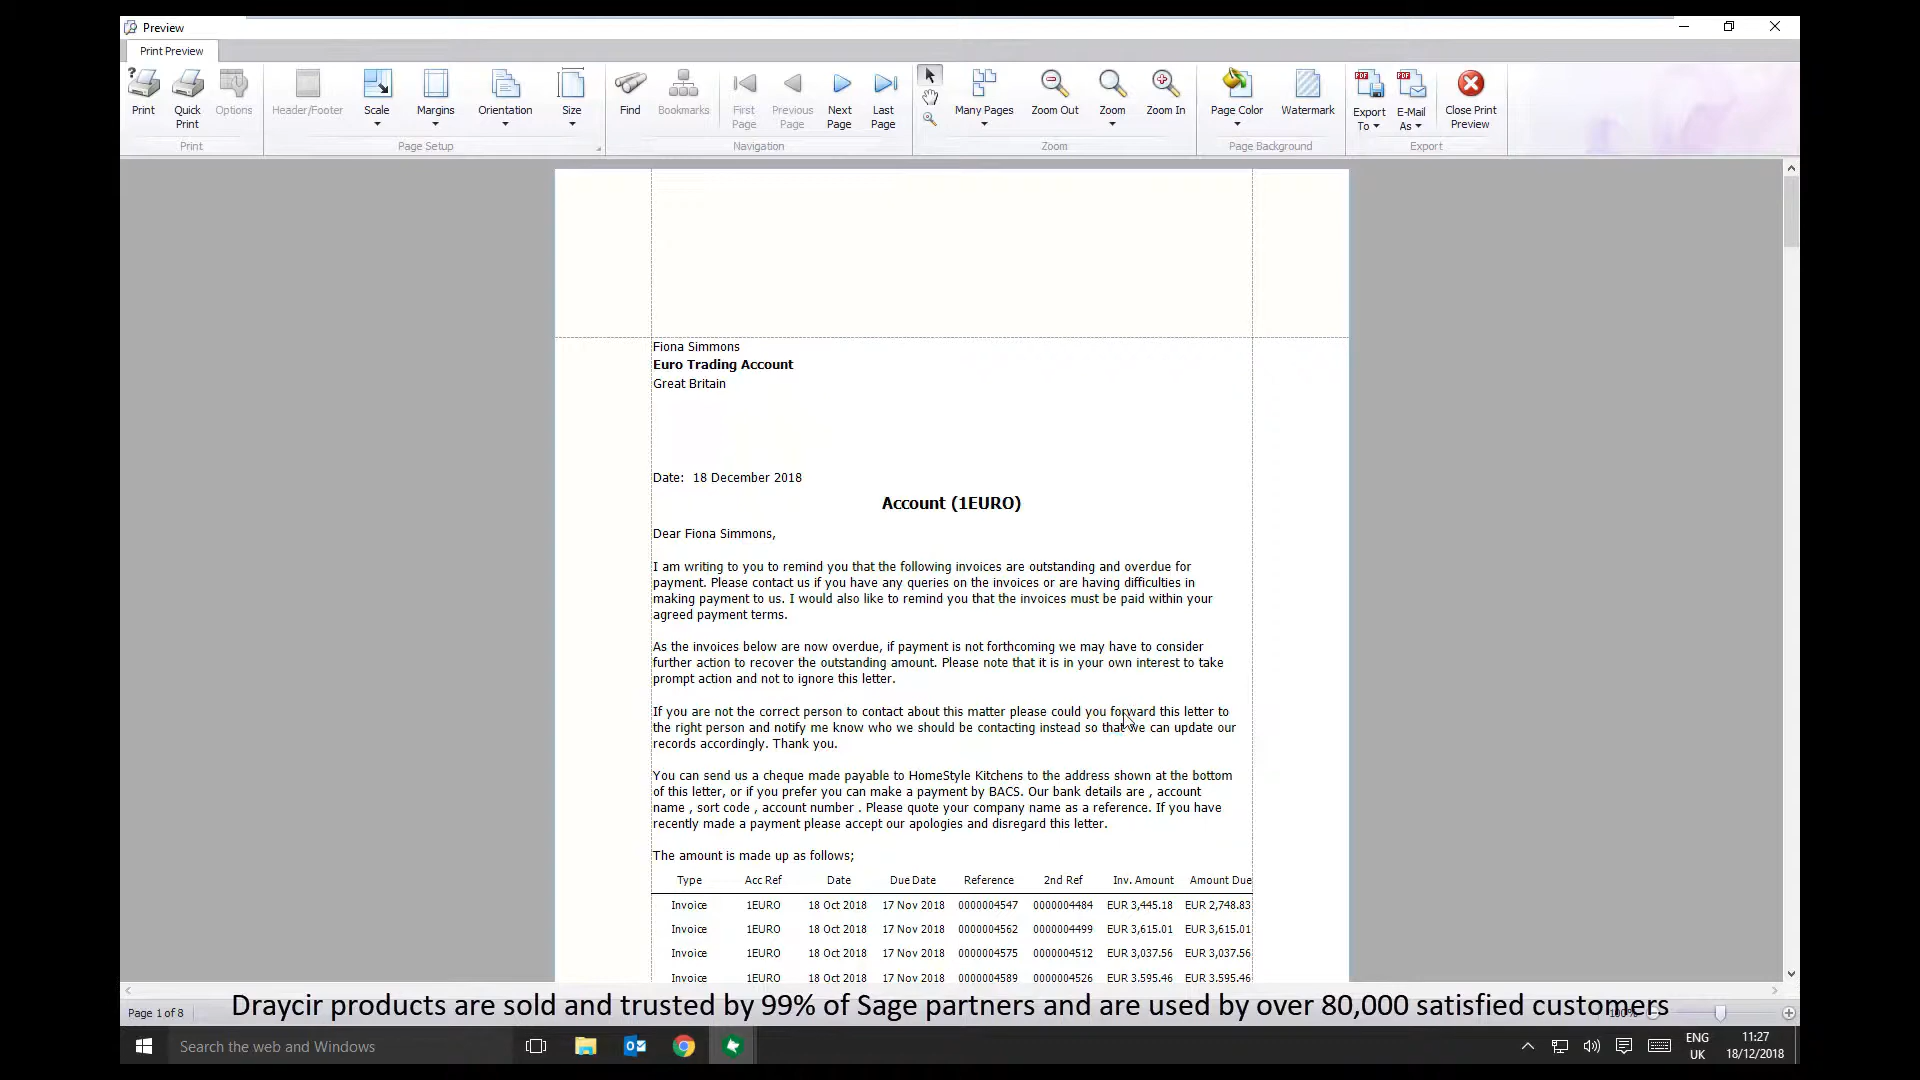 Preview
Print Preview
Print
Quick Print
Options
Header/Footer
Scale
Margins
Orientation
Size
Find
Bookmarks
First Page
Previous Page
Next Page
Last Page
Many Pages
Zoom Out
Zoom
Zoom In
Page Color
Watermark
PDF
Export To
PDF
E-Mail As
Close Print Preview
Print
Page Setup
Navigation
Zoom
Page Background
Export
Fiona Simmons
Euro Trading Account
Great Britain
Date: 18 December 2018
Account (1EURO)
Dear Fiona Simmons,
I am writing to you to remind you that the following invoices are outstanding and overdue for
payment. Please contact us if you have any queries on the invoices or are having difficulties in
making payment to us. I would also like to remind you that the invoices must be paid within your
agreed payment terms.
As the invoices below are now overdue, if payment is not forthcoming we may have to consider
further action to recover the outstanding amount. Please note that it is in your own interest to take
prompt action and not to ignore this letter.
If you are not the correct person to contact about this matter please could you forward this letter to
the right person and notify me know who we should be contacting instead so that we can update our
records accordingly. Thank you.
You can send us a cheque made payable to HomeStyle Kitchens to the address shown at the bottom
of this letter, or if you prefer you can make a payment by BACS. Our bank details are , account
name , sort code , account number . Please quote your company name as a reference. If you have
recently made a payment please accept our apologies and disregard this letter.
The amount is made up as follows;
Type Acc Ref Date Due Date Reference 2nd Ref Inv. Amount Amount Due
Invoice 1EURO 18 Oct 2018 17 Nov 2018 0000004547 0000004484 EUR 3,445.18 EUR 2,748.83
Invoice 1EURO 18 Oct 2018 17 Nov 2018 0000004562 0000004499 EUR 3,615.01 EUR 3,615.01
Invoice 1EURO 18 Oct 2018 17 Nov 2018 0000004575 0000004512 EUR 3,037.56 EUR 3,037.56
Invoice 1EURO 18 Oct 2018 17 Nov 2018 0000004589 0000004526 EUR 3,595.46 EUR 3,595.46
Draycir products are sold and trusted by 99% of Sage partners and are used by over 80,000 satisfied customers
Page 1 of 8
100%
Search the web and Windows
ENG
UK
11:27
18/12/2018